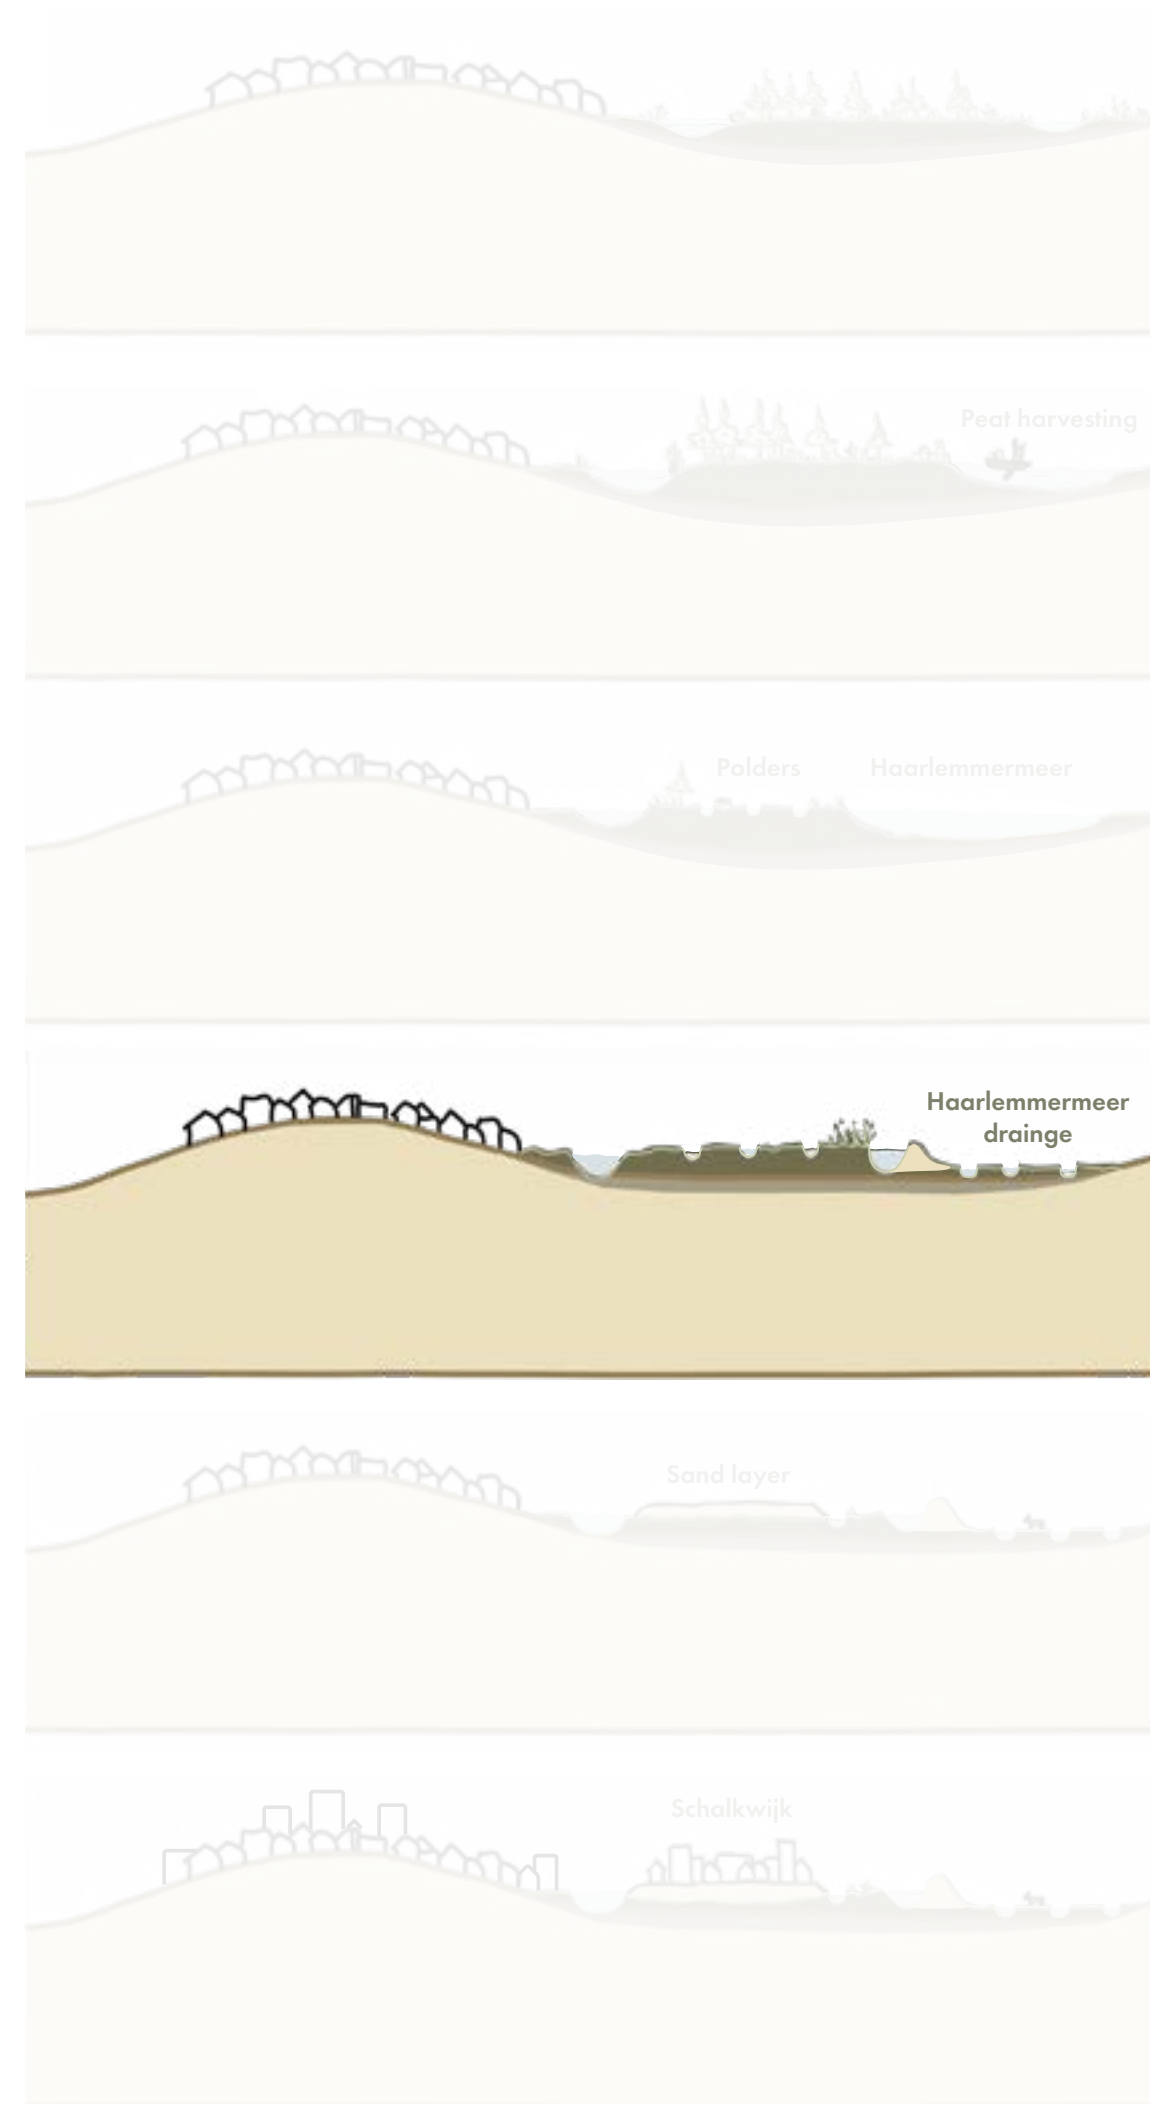 Peat harvesting
Polders
Haarlemmermeer
Haarlemmermeer
drainge
Sand layer
Schalkwijk